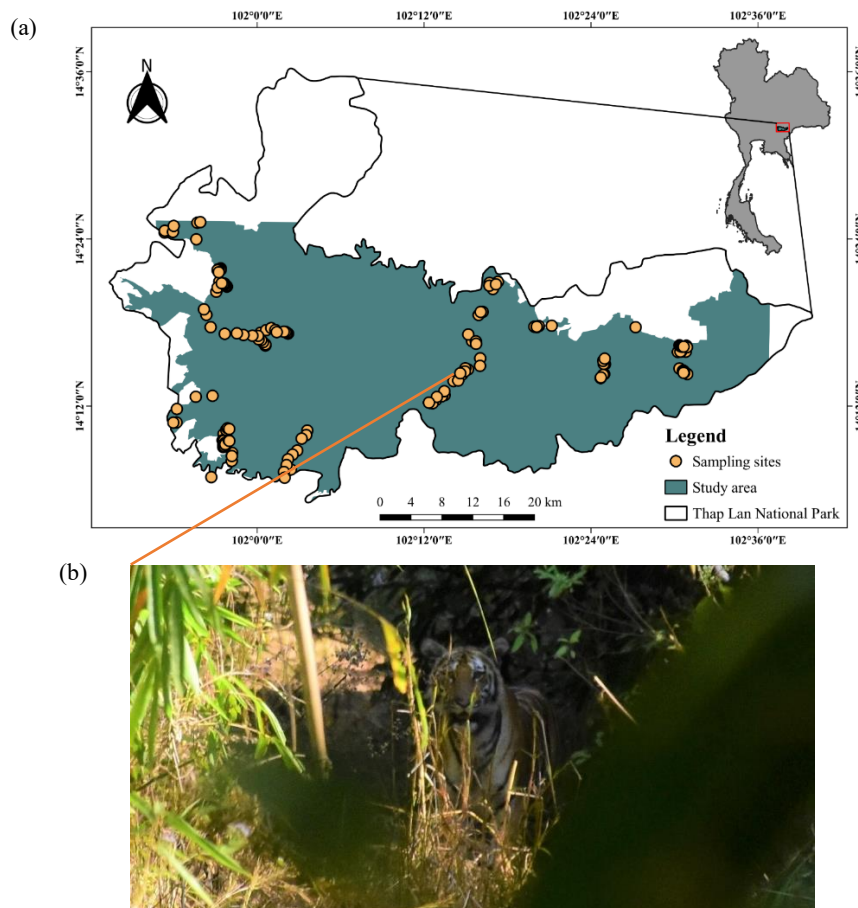 (a)
102°0'0"E 102°12'0"E 102°24'0"E 102°36'0"E
14°36'0"N
14°24'0"N
14°12'0"N
N
Legend
Sampling sites
Study area
Thap Lan National Park
0 4 8 12 16 20 km
102°0'0"E 102°12'0"E 102°24'0"E 102°36'0"E
(b)